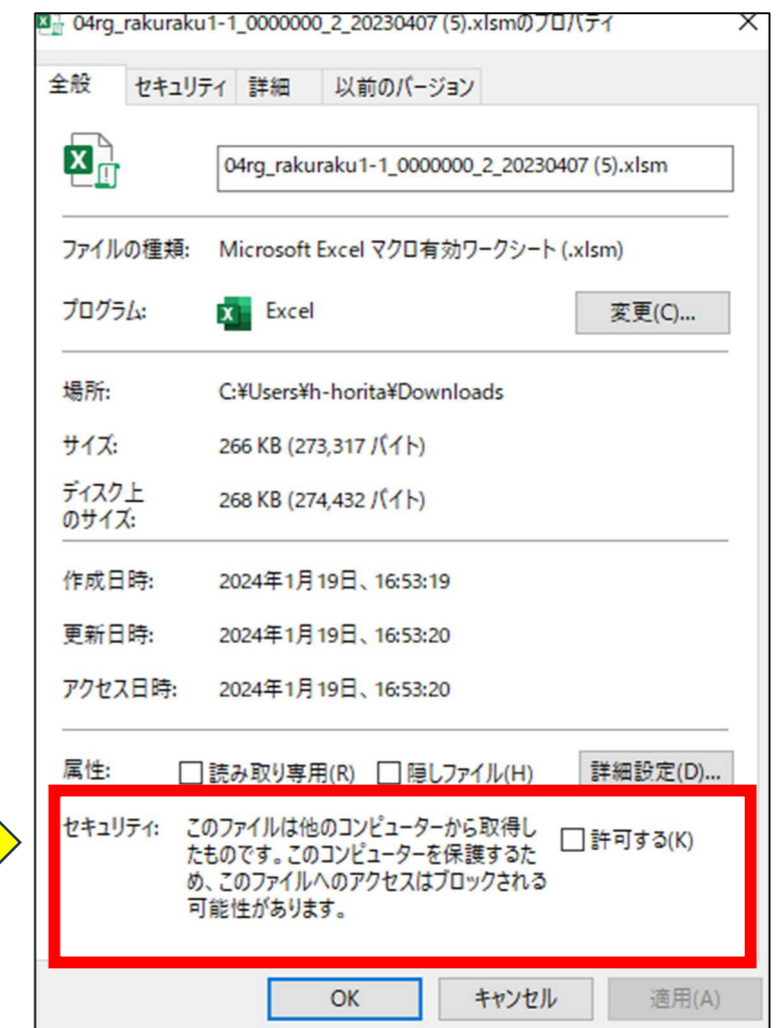 04rg_rakuraku1-1_0000000_2_20230407 (5).xlsmのプロパティ
全般 セキュリティ 詳細 以前のバージョン
04rg_rakuraku1-1_0000000_2_20230407 (5).xlsm
ファイルの種類: Microsoft Excel マクロ有効ワークシート (.xlsm)
プログラム: Excel 変更(C)...
場所: C:¥Users¥h-horita¥Downloads
サイズ: 266 KB (273,317 バイト)
ディスク上
のサイズ: 268 KB (274,432 バイト)
作成日時: 2024年1月19日、16:53:19
更新日時: 2024年1月19日、16:53:20
アクセス日時: 2024年1月19日、16:53:20
属性: 読み取り専用(R) 隠しファイル(H) 詳細設定(D)...
セキュリティ: このファイルは他のコンピューターから取得し
たものです。このコンピューターを保護するた
め、このファイルへのアクセスはブロックされる
可能性があります。
許可する(K)
OK キャンセル 適用(A)